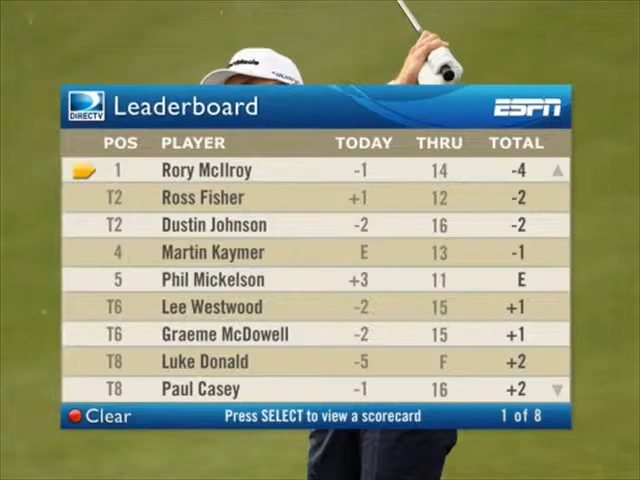 TaylorMade
DIRECTV Leaderboard ESPN
POS PLAYER TODAY THRU TOTAL
1 Rory McIlroy -1 14 -4
T2 Ross Fisher +1 12 -2
T2 Dustin Johnson -2 16 -2
4 Martin Kaymer E 13 -1
5 Phil Mickelson +3 11 E
T6 Lee Westwood -2 15 +1
T6 Graeme McDowell -2 15 +1
T8 Luke Donald -5 F +2
T8 Paul Casey -1 16 +2
Clear Press SELECT to view a scorecard 1 of 8